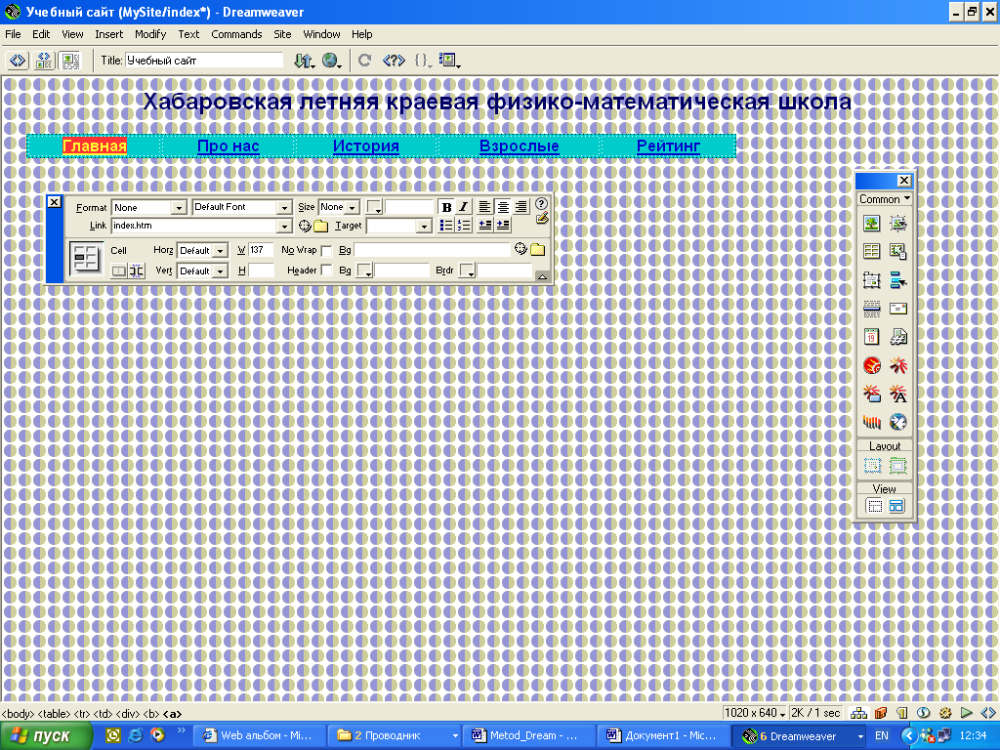 Учебный сайт (MySite/index*) - Dreamweaver
File Edit View Insert Modify Text Commands Site Window Help
Title: Учебный сайт
Хабаровская летняя краевая физико-математическая школа
Главная Про нас История Взрослые Рейтинг
Common
Format None Default Font Size None B I
Link index.htm Target
Cell Horz Default W 137 No Wrap Bg
Vert Default H Header Bg Brdr
19
Layout
View
<body> <table> <tr> <td> <div> <b> <a> 1020 x 640 2K / 1 sec
пуск Web альбом - Mi... 2 Проводник Metod_Dream - ... Документ1 - Mic... 6 Dreamweaver EN 12:34